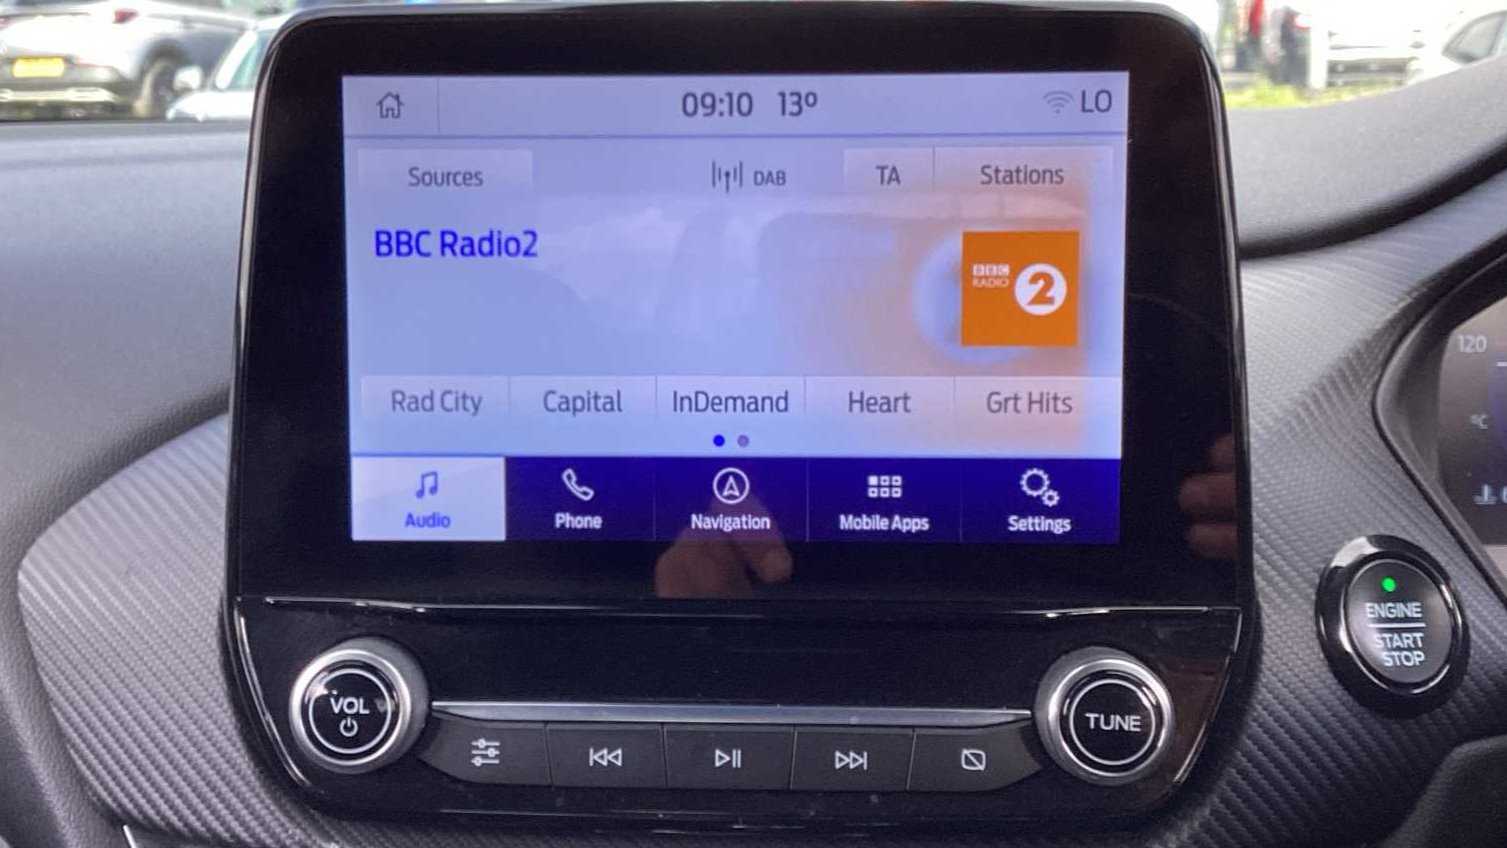 09:10 13º LO
Sources DAB TA Stations
BBC Radio2
BBC
RADIO 2
Rad City Capital InDemand Heart Grt Hits
Audio Phone Navigation Mobile Apps Settings
120
°C
ENGINE
START
STOP
VOL
TUNE